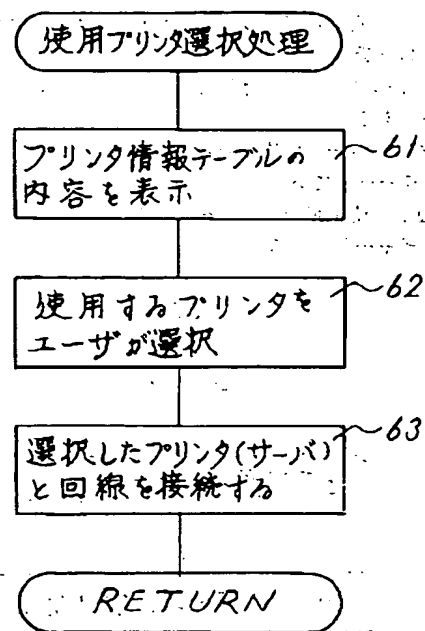 使用プリンタ選択処理
プリンタ情報テーブルの
内容を表示
61
使用するプリンタを
ユーザが選択
62
選択したプリンタ(サーバ)
と回線を接続する
63
RETURN